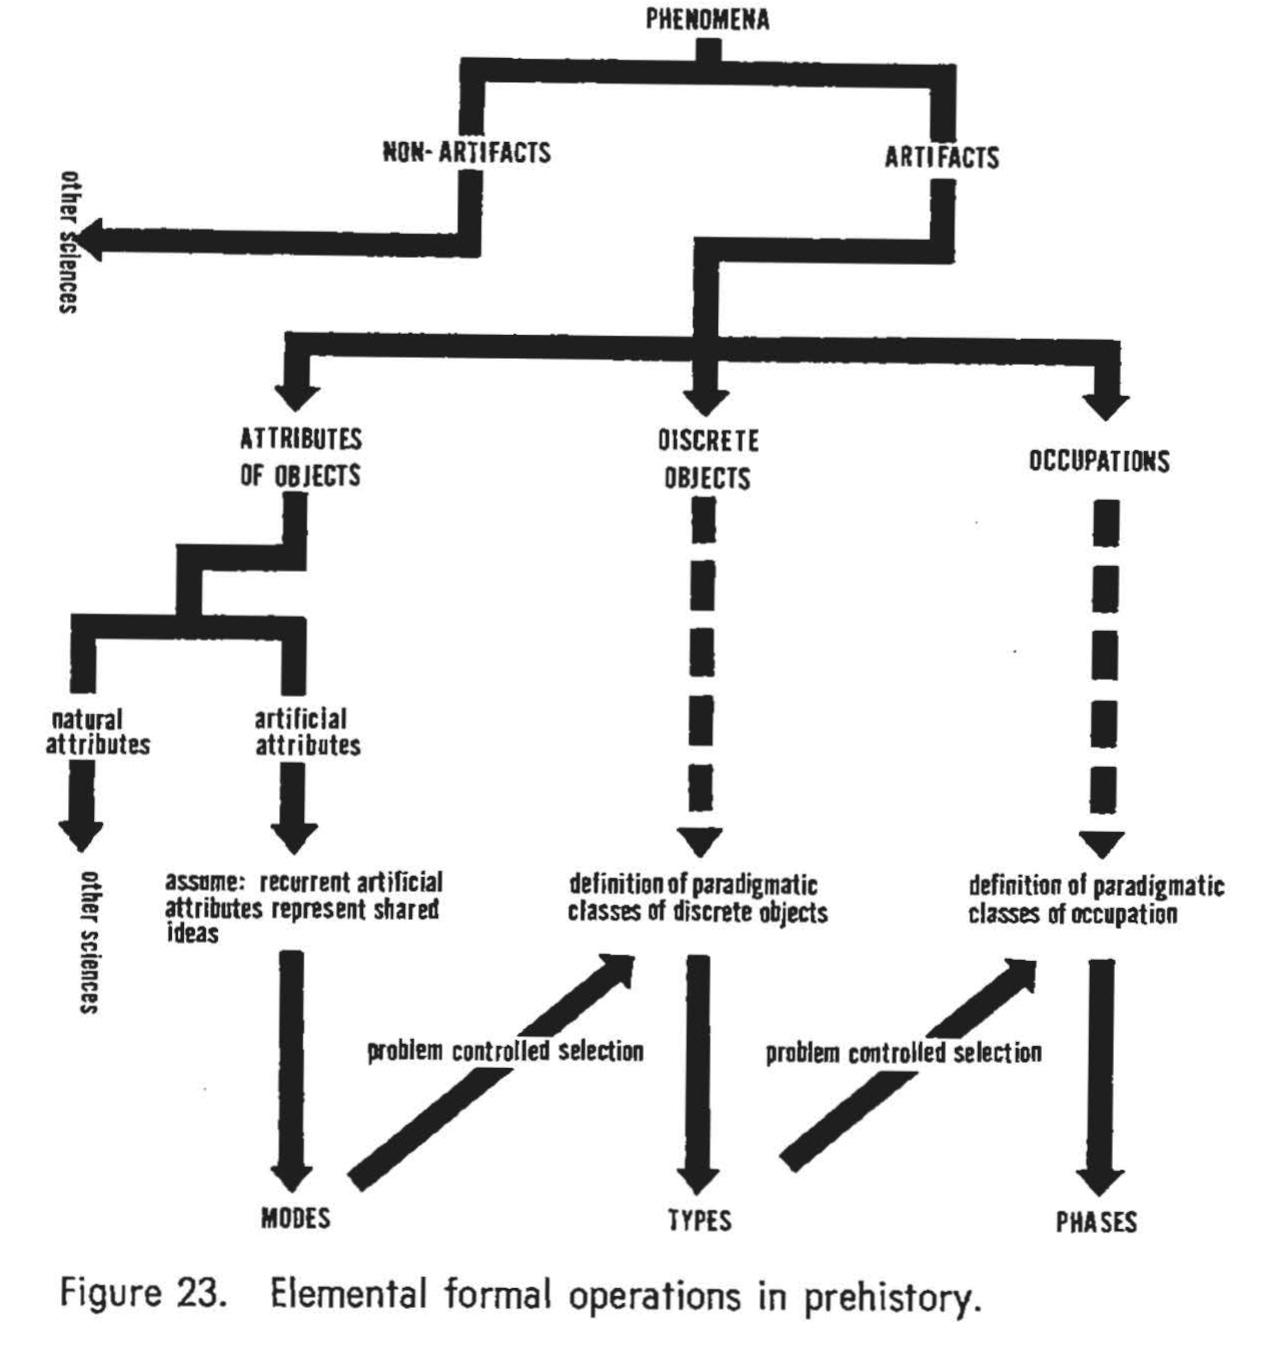 PHENOMENA
NON-ARTIFACTS
ARTIFACTS
other sciences
ATTRIBUTES
OF OBJECTS
DISCRETE
OBJECTS
OCCUPATIONS
natural
attributes
artificial
attributes
other sciences
assume: recurrent artificial
attributes represent shared
ideas
definition of paradigmatic
classes of discrete objects
definition of paradigmatic
classes of occupation
problem controlled selection
problem controlled selection
MODES
TYPES
PHASES
Figure 23. Elemental formal operations in prehistory.